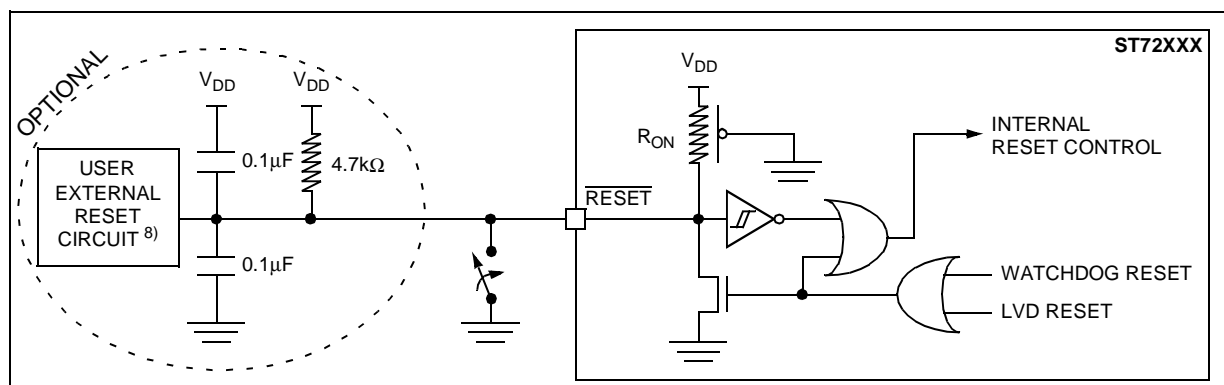 ST72XXX
OPTIONAL
VDD
VDD
VDD
INTERNAL
RESET CONTROL
RON
USER
EXTERNAL
RESET
CIRCUIT 8)
0.1µF
4.7kΩ
RESET
0.1µF
WATCHDOG RESET
LVD RESET